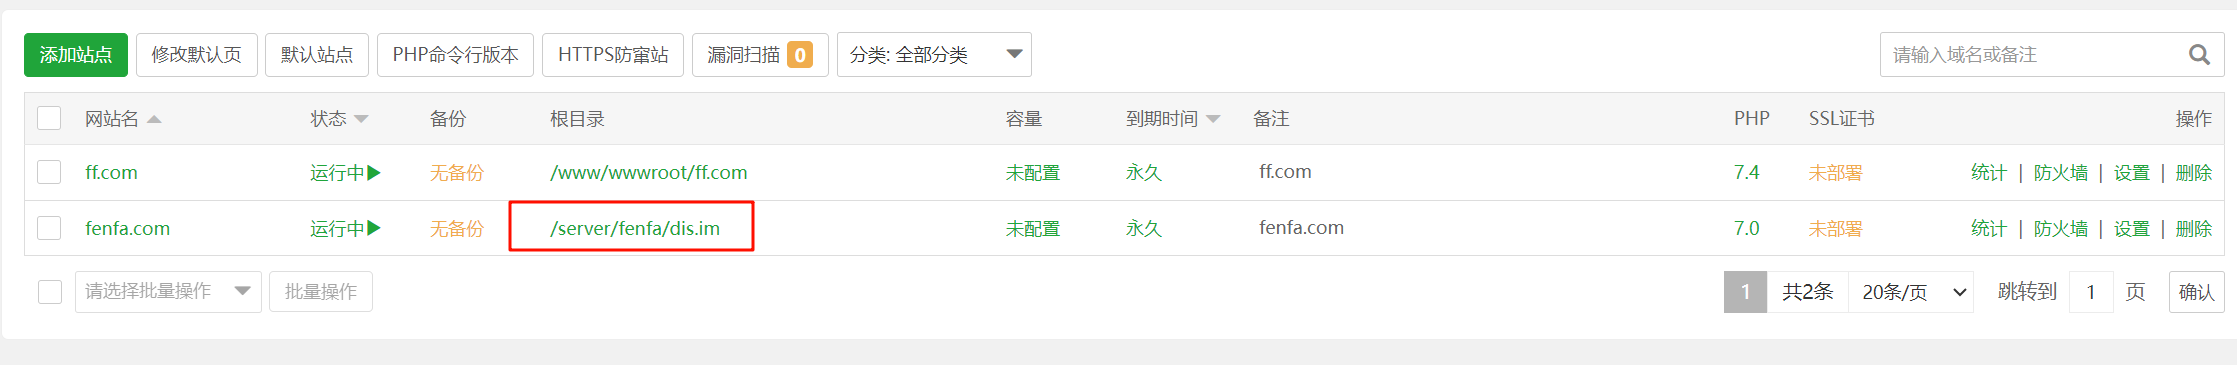 添加站点 修改默认页 默认站点 PHP命令行版本 HTTPS防窜站 漏洞扫描 0 分类: 全部分类 请输入域名或备注
网站名 状态 备份 根目录 容量 到期时间 备注 PHP SSL证书 操作
ff.com 运行中 无备份 /www/wwwroot/ff.com 未配置 永久 ff.com 7.4 未部署 统计 | 防火墙 | 设置 | 删除
fenfa.com 运行中 无备份 /server/fenfa/dis.im 未配置 永久 fenfa.com 7.0 未部署 统计 | 防火墙 | 设置 | 删除
请选择批量操作 批量操作 1 共2条 20条/页 跳转到 1 页 确认